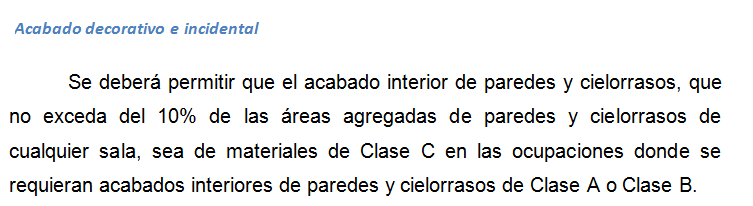 Acabado decorativo e incidental
Se deberá permitir que el acabado interior de paredes y cielorrasos, que
no exceda del 10% de las áreas agregadas de paredes y cielorrasos de
cualquier sala, sea de materiales de Clase C en las ocupaciones donde se
requieran acabados interiores de paredes y cielorrasos de Clase A o Clase B.